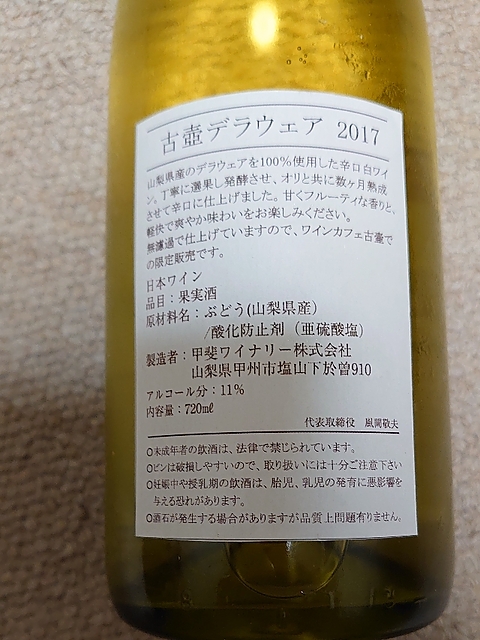 古壺デラウェア 2017
山梨県産のデラウェアを100%使用した辛口白ワイ
ン。丁寧に選果し発酵させ、オリと共に数ヶ月熟成
させて辛口に仕上げました。甘くフルーティな香りと、
軽快で爽やか味わいをお楽しみください。
無濾過で仕上げていますので、ワインカフェ古壷で
の限定販売です。
日本ワイン
品目：果実酒
原材料名：ぶどう(山梨県産)
/酸化防止剤（亜硫酸塩）
製造者：甲斐ワイナリー株式会社
山梨県甲州市塩山下於曽910
アルコール分：11%
内容量：720mℓ
代表取締役 風間敬夫
○未成年者の飲酒は、法律で禁じられています。
○ビンは破損しやすいので、取り扱いには十分ご注意下さい
○妊娠中や授乳期の飲酒は、胎児、乳児の発育に悪影響を
与える恐れがあります。
○酒石が発生する場合がありますが品質上問題有りません。